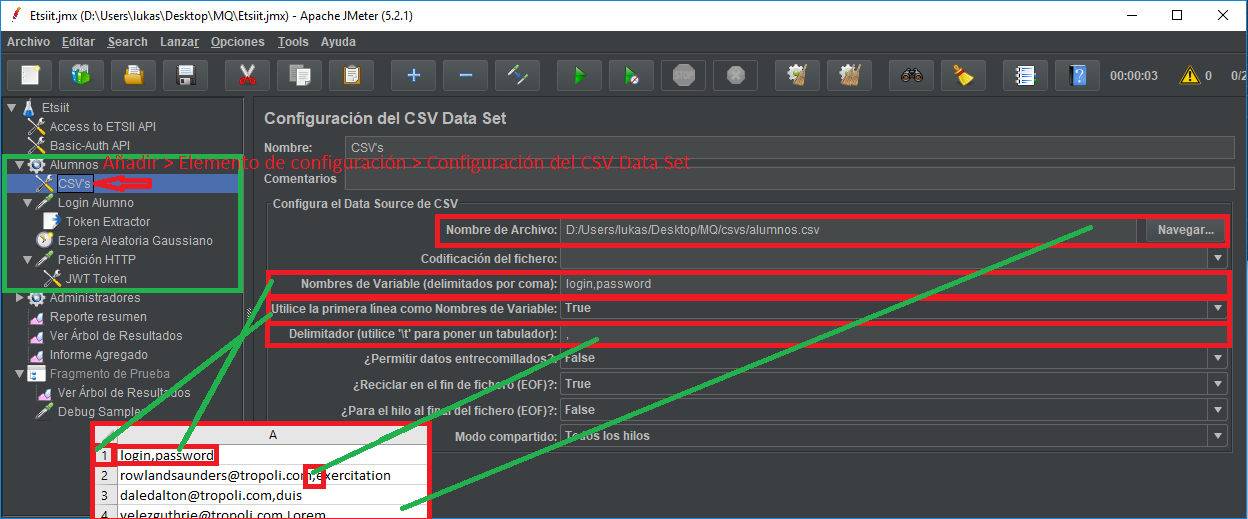 Etsiit.jmx (D:\Users\lukas\Desktop\MQ\Etsiit.jmx) - Apache JMeter (5.2.1)
Archivo Editar Search Lanzar Opciones Tools Ayuda
STOP 00:00:03 0 0/2
Etsiit
Access to ETSII API
Basic-Auth API
Alumnos
CSV's
Login Alumno
Token Extractor
Espera Aleatoria Gaussiano
Petición HTTP
JWT Token
Administradores
Reporte resumen
Ver Árbol de Resultados
Informe Agregado
Fragmento de Prueba
Ver Árbol de Resultados
Debug Sampler
Añadir > Elemento de configuración > Configuración del CSV Data Set
Configuración del CSV Data Set
Nombre: CSV's
Comentarios
Configura el Data Source de CSV
Nombre de Archivo: D:/Users/lukas/Desktop/MQ/csvs/alumnos.csv Navegar...
Codificación del fichero:
Nombres de Variable (delimitados por coma): login,password
Utilice la primera línea como Nombres de Variable: True
Delimitador (utilice '\t' para poner un tabulador): ,
¿Permitir datos entrecomillados?: False
¿Reciclar en el fin de fichero (EOF)?: True
¿Para el hilo al final del fichero (EOF)?: False
Modo compartido: Todos los hilos
A
1 login,password
2 rowlandsaunders@tropoli.com,exercitation
3 daledalton@tropoli.com,duis
4 velezguthrie@tropoli.com,Lorem